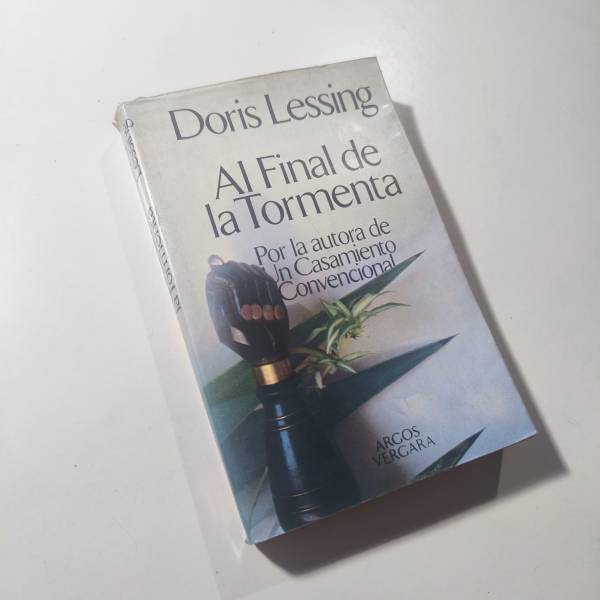 Doris Lessing
Al Final de
la Tormenta
Por la autora de
Un Casamiento
Convencional
ARGOS
VERGARA